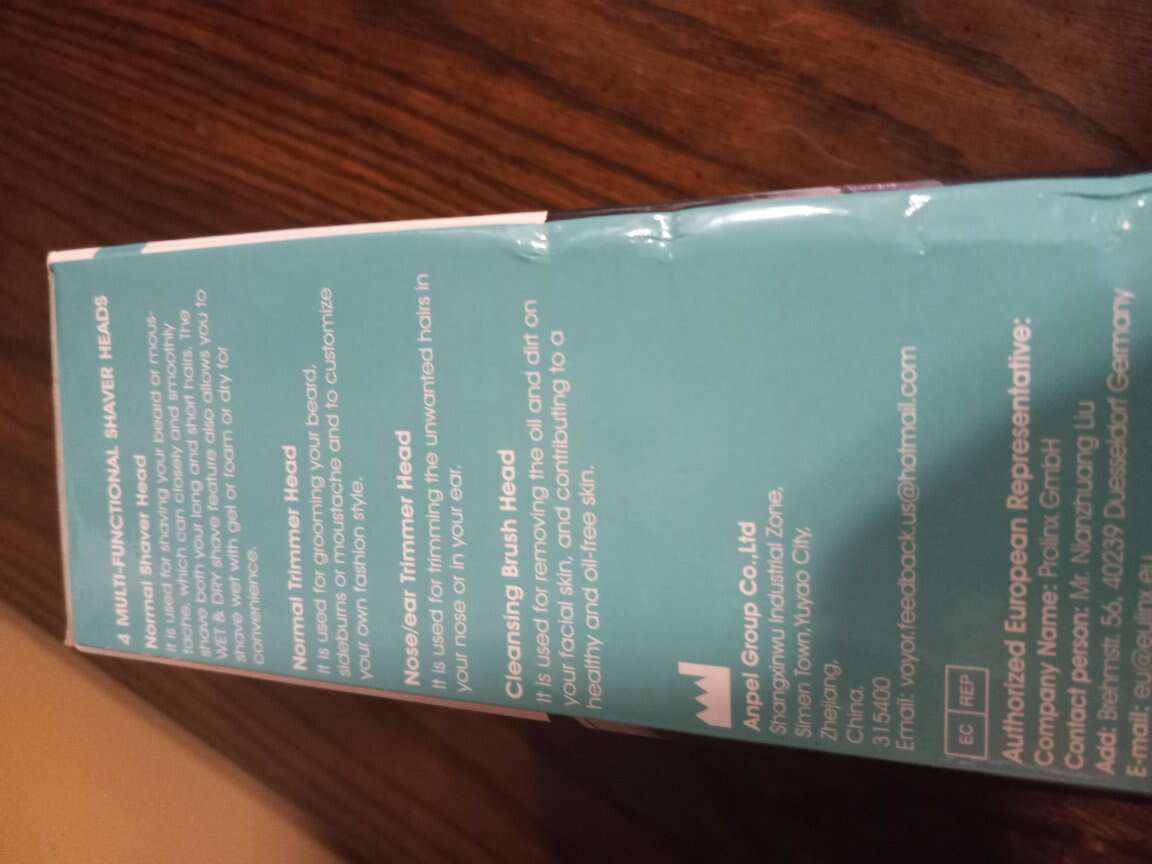 4 MULTI-FUNCTIONAL SHAVER HEADS
Normal Shaver Head
It is used for shaving your beard or mous-
tache, which can closely and smoothly
shave both your long and short hairs. The
WET & DRY shave feature also allows you to
shave wet with gel or foam or dry for
convenience.
Normal Trimmer Head
It is used for grooming your beard,
sideburns or moustache and to customize
your own fashion style.
Nose/ear Trimmer Head
It is used for trimming the unwanted hairs in
your nose or in your ear.
Cleansing Brush Head
It is used for removing the oil and dirt on
your facial skin, and contributing to a
healthy and oil-free skin.
Anpel Group Co.,Ltd
Shangxinwu Industrial Zone,
Simen Town,Yuyao City,
Zhejiang,
China.
315400
Email: voyor.feedback.us@hotmail.com
EC REP
Authorized European Representative:
Company Name: Prolinx GmbH
Contact person: Mr. Nianzhuang Liu
Add: Brehmstr. 56, 40239 Duesseldorf Germany
E-mail: